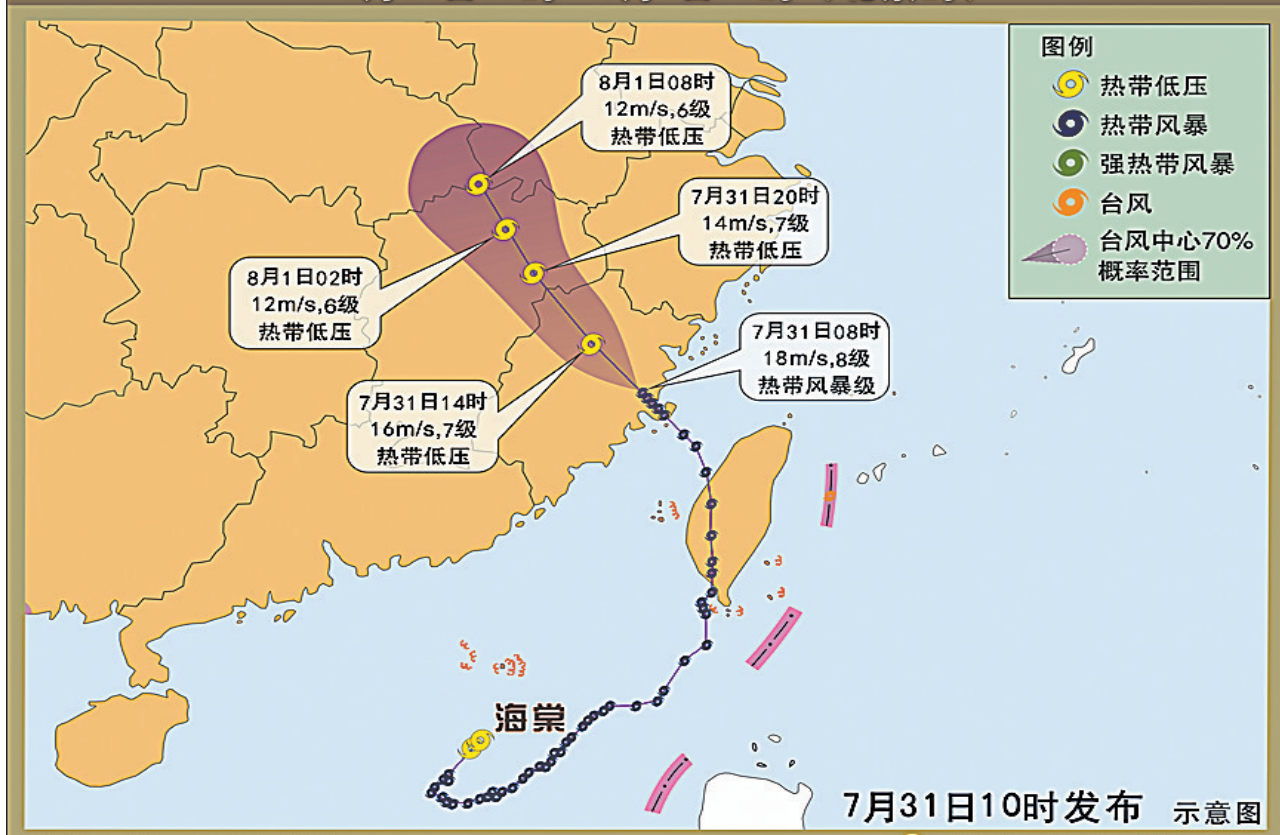 图例
热带低压
热带风暴
强热带风暴
台风
台风中心70%
概率范围
8月1日08时
12m/s,6级
热带低压
7月31日20时
14m/s,7级
热带低压
8月1日02时
12m/s,6级
热带低压
7月31日08时
18m/s,8级
热带风暴级
7月31日14时
16m/s,7级
热带低压
海棠
7月31日10时发布 示意图